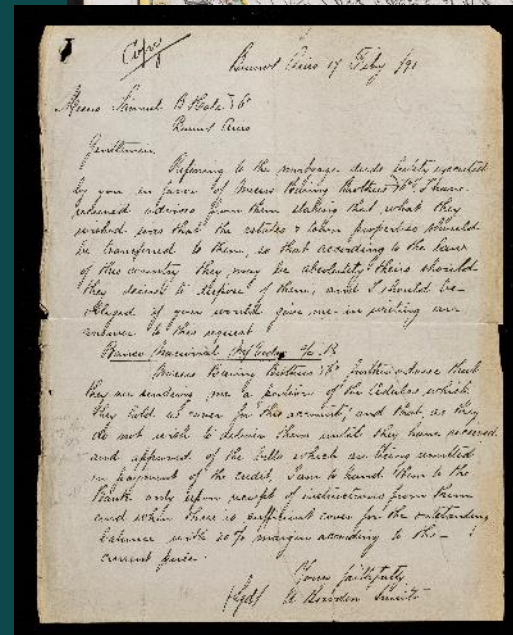 Copy
Buenos Aires 17 Feby /91
Messrs Samuel B Hale & Co
Buenos Aires
Gentlemen
Referring to the mortgage deeds lately executed
by you in favor of Messrs Baring Brothers & Co, I have
received advices from them stating that what they
wished was that the estates & town properties should
be transferred to them, so that according to the laws
of this country they may be absolutely theirs should
they desire to dispose of them, and I should be
obliged if you would give me in writing an
answer to this request
Banco Nacional a/c B
Messrs Baring Brothers & Co further advise that
they are sending me a portion of the Cedulas which
they hold as cover for this account, and that, as they
do not wish to deliver them until they have received
and approved of the bills which are being remitted
in payment of the credit, I am to hand them to the
Bank only upon receipt of instructions from them
and when there is sufficient cover for the outstanding
balance with 20% margin according to the
current price.
Yours faithfully
(Sgd) Smith